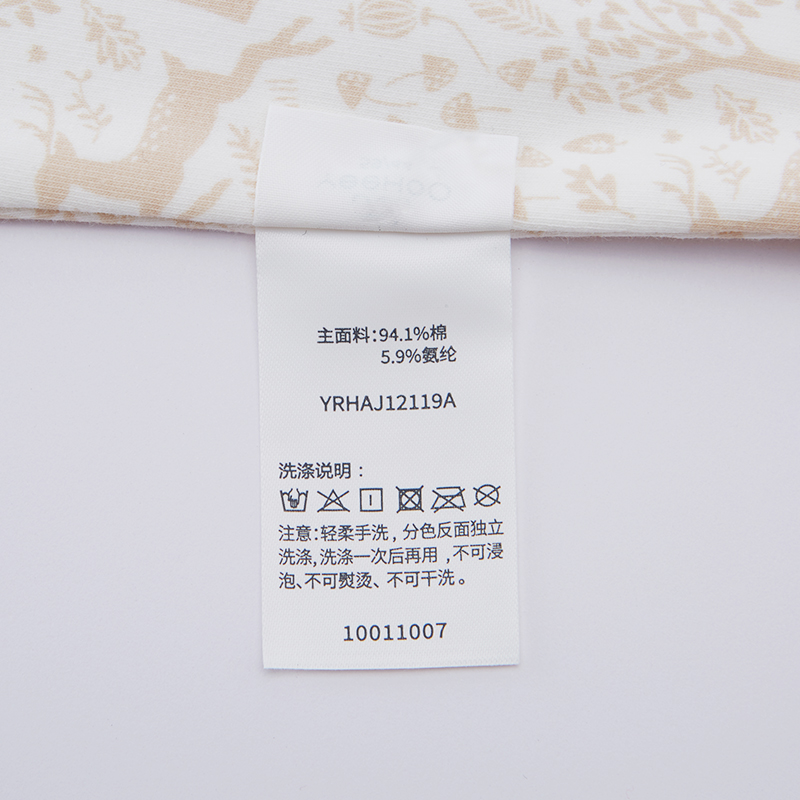 主面料:94.1%棉
5.9%氨纶
YRHAJ12119A
洗涤说明：
注意:轻柔手洗，分色反面独立
洗涤,洗涤一次后再用,不可浸
泡、不可熨烫、不可干洗。
10011007